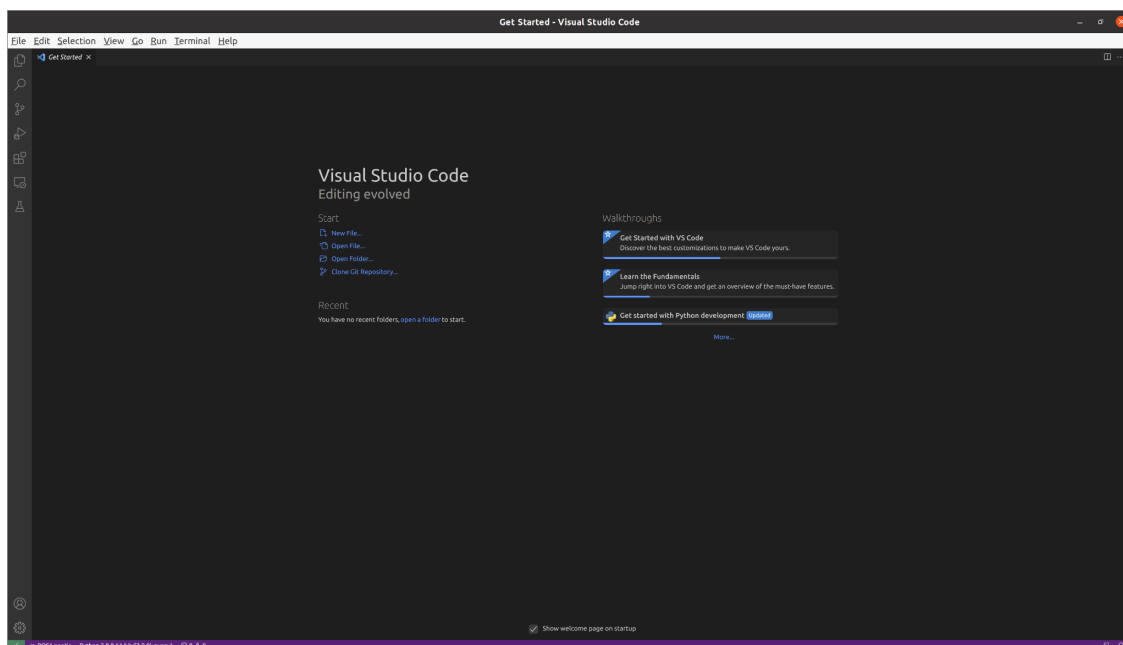 Get Started - Visual Studio Code
File Edit Selection View Go Run Terminal Help
Get Started
Visual Studio Code
Editing evolved
Start
New File...
Open File...
Open Folder...
Clone Git Repository...
Recent
You have no recent folders, open a folder to start.
Walkthroughs
Get Started with VS Code
Discover the best customizations to make VS Code yours.
Learn the Fundamentals
Jump right into VS Code and get an overview of the must-have features.
Get started with Python development Updated
More...
Show welcome page on startup